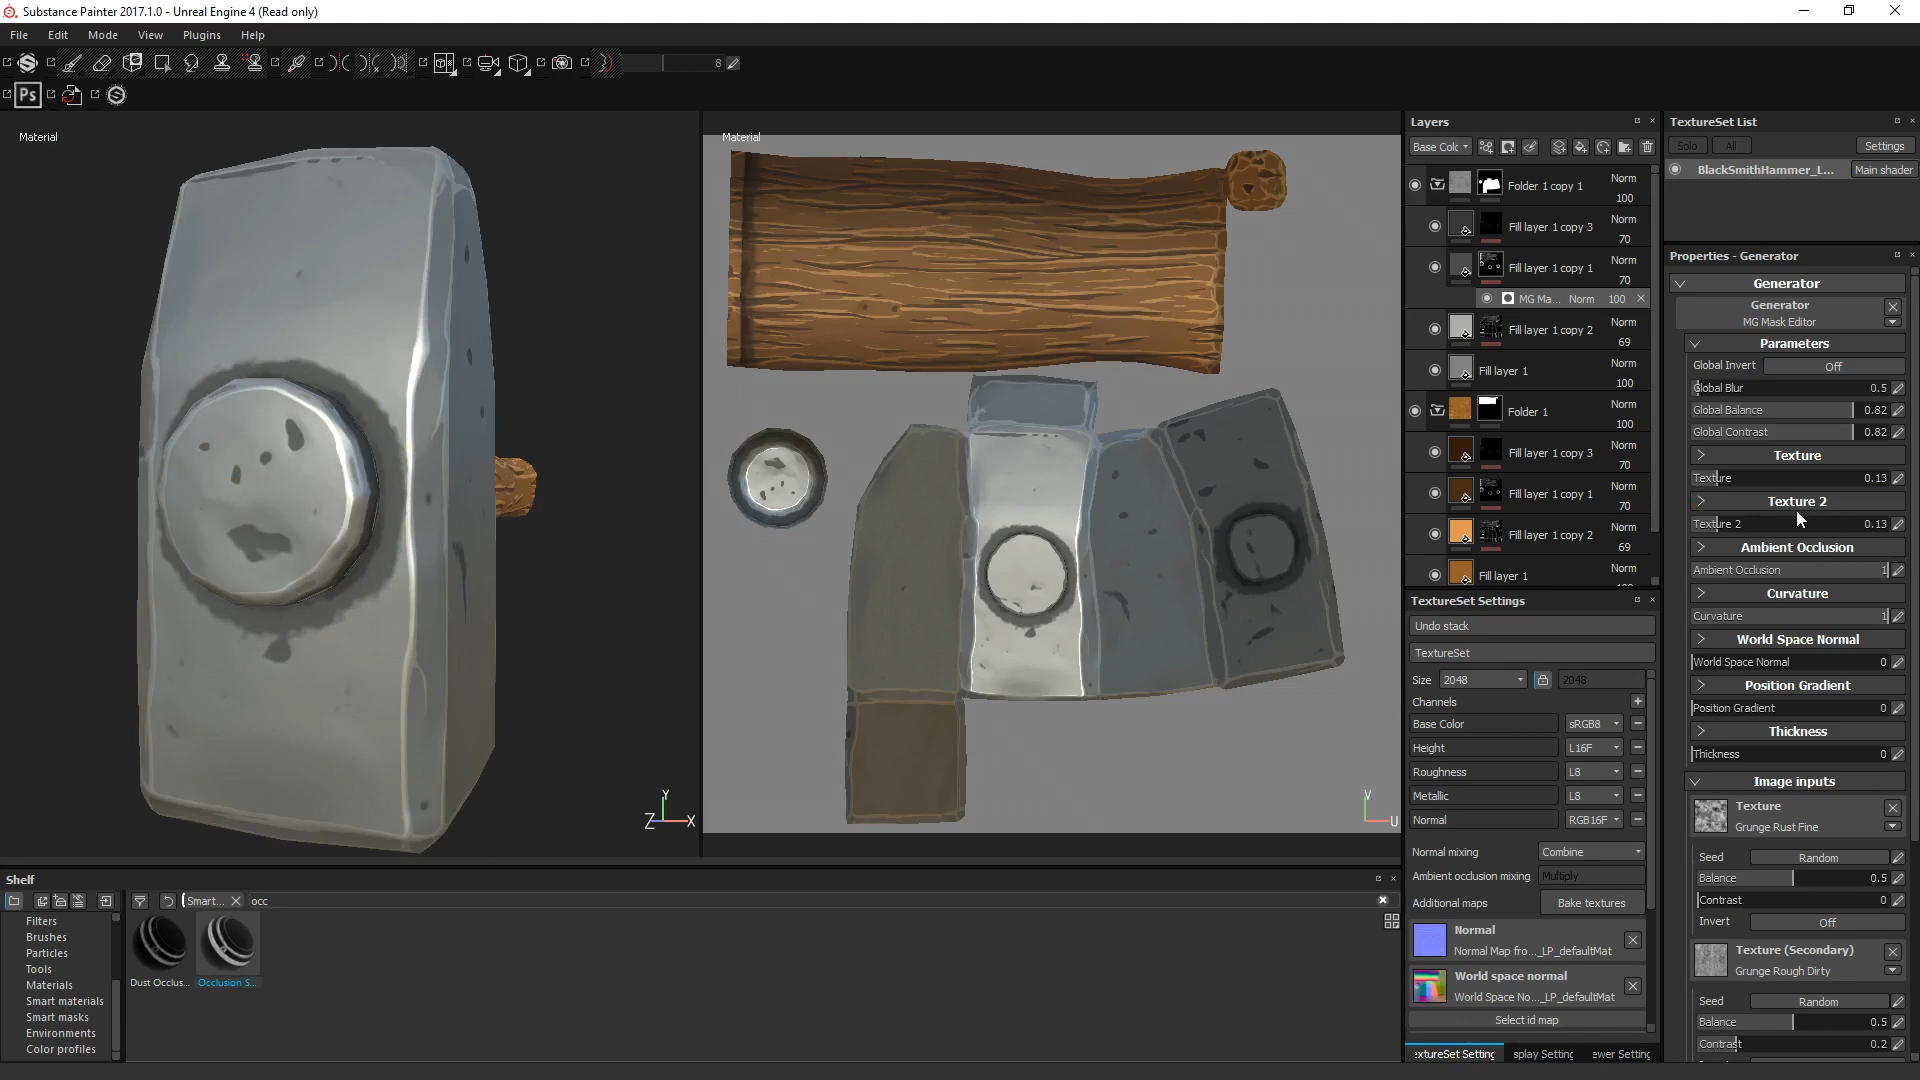 Substance Painter 2017.1.0 - Unreal Engine 4 (Read only)
File Edit Mode View Plugins Help
8
Ps
Material
Material
Layers
Base Colc
Folder 1 copy 1 Norm 100
Fill layer 1 copy 3 Norm 70
Fill layer 1 copy 1 Norm 70
MG Ma... Norm 100
Fill layer 1 copy 2 Norm 69
Fill layer 1 Norm 100
Folder 1 Norm 100
Fill layer 1 copy 3 Norm 70
Fill layer 1 copy 1 Norm 70
Fill layer 1 copy 2 Norm 69
Fill layer 1 Norm
TextureSet Settings
Undo stack
TextureSet
Size 2048 2048
Channels
Base Color sRGB8
Height L16F
Roughness L8
Metallic L8
Normal RGB16F
Normal mixing Combine
Ambient occlusion mixing Multiply
Additional maps Bake textures
Normal
Normal Map fro..._LP_defaultMat
World space normal
World Space No..._LP_defaultMat
Select id map
extureSet Setting splay Setting ewer Setting
TextureSet List
Solo All Settings
BlackSmithHammer_L... Main shader
Properties - Generator
Generator
Generator
MG Mask Editor
Parameters
Global Invert Off
Global Blur 0.5
Global Balance 0.82
Global Contrast 0.82
Texture
Texture 0.13
Texture 2
Texture 2 0.13
Ambient Occlusion
Ambient Occlusion 1
Curvature
Curvature 1
World Space Normal
World Space Normal 0
Position Gradient
Position Gradient 0
Thickness
Thickness 0
Image inputs
Texture
Grunge Rust Fine
Seed Random
Balance 0.5
Contrast 0
Invert Off
Texture (Secondary)
Grunge Rough Dirty
Seed Random
Balance 0.5
Contrast 0.2
Y
Z X
V
U
Shelf
Smart... occ
Filters
Brushes
Particles
Tools
Materials
Smart materials
Smart masks
Environments
Color profiles
Dust Occlus... Occlusion S...